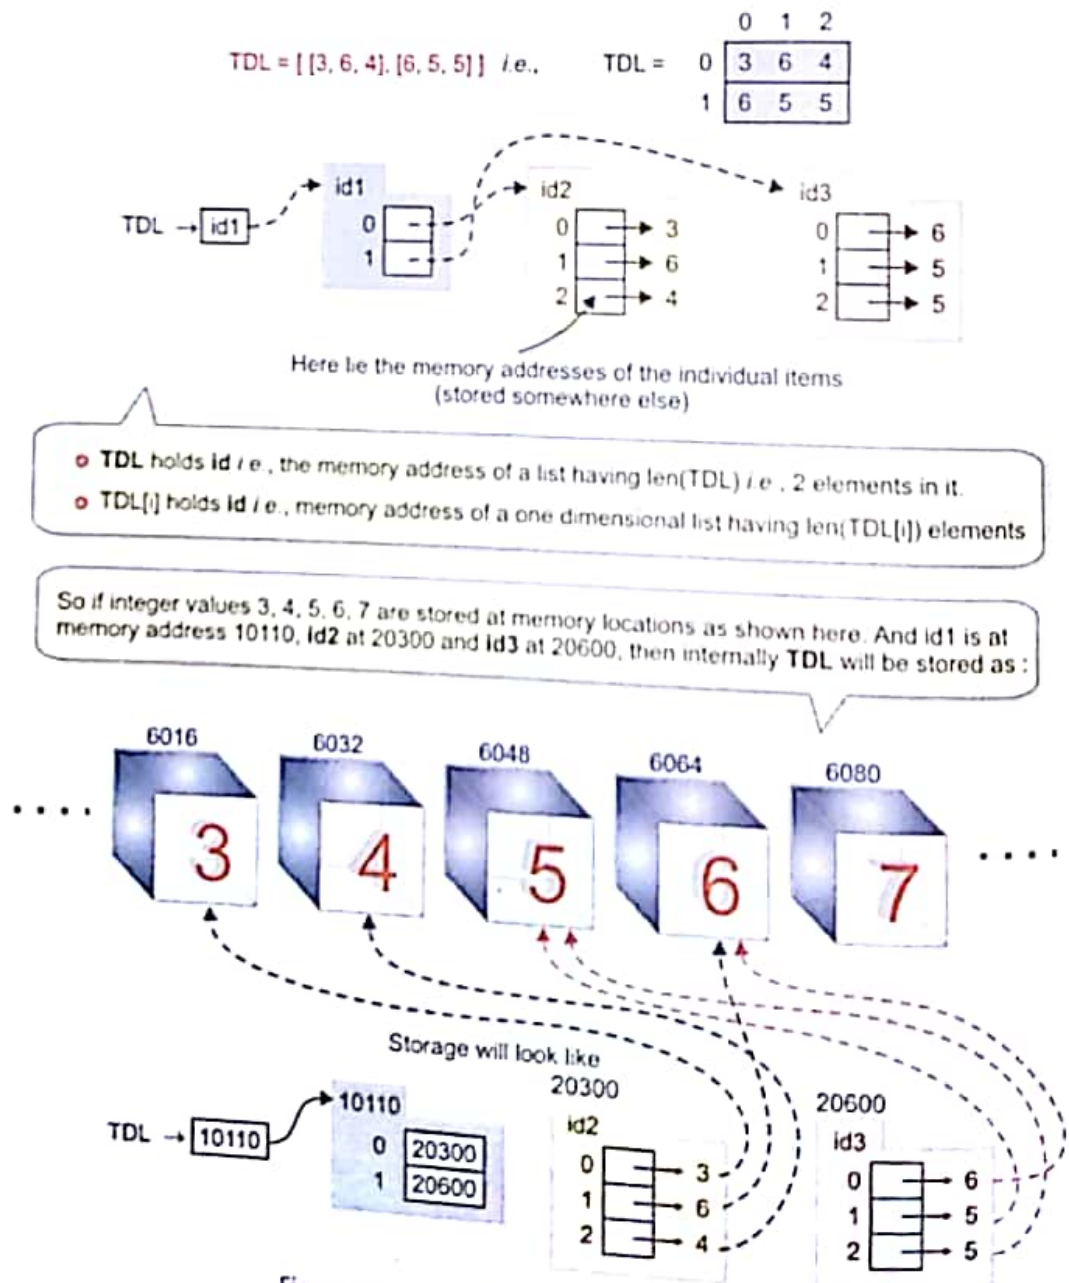 0 1 2
TDL = [ [3, 6, 4], [6, 5, 5] ] i.e., TDL = 0 3 6 4
1 6 5 5
id1 id2 id3
TDL → id1
0 0 → 3 0 → 6
1 1 → 6 1 → 5
2 → 4 2 → 5
Here lie the memory addresses of the individual items
(stored somewhere else)
TDL holds id i e., the memory address of a list having len(TDL) i.e , 2 elements in it.
TDL[i] holds id i e., memory address of a one dimensional list having len(TDL[i]) elements
So if integer values 3, 4, 5, 6, 7 are stored at memory locations as shown here. And id1 is at
memory address 10110, id2 at 20300 and id3 at 20600, then internally TDL will be stored as :
6016 6032 6048 6064 6080
.... 3 4 5 6 7 ....
Storage will look like
20300
20600
10110
id2
id3
TDL → 10110
0 20300
1 20600
0 → 3
1 → 6
2 → 4
0 → 6
1 → 5
2 → 5